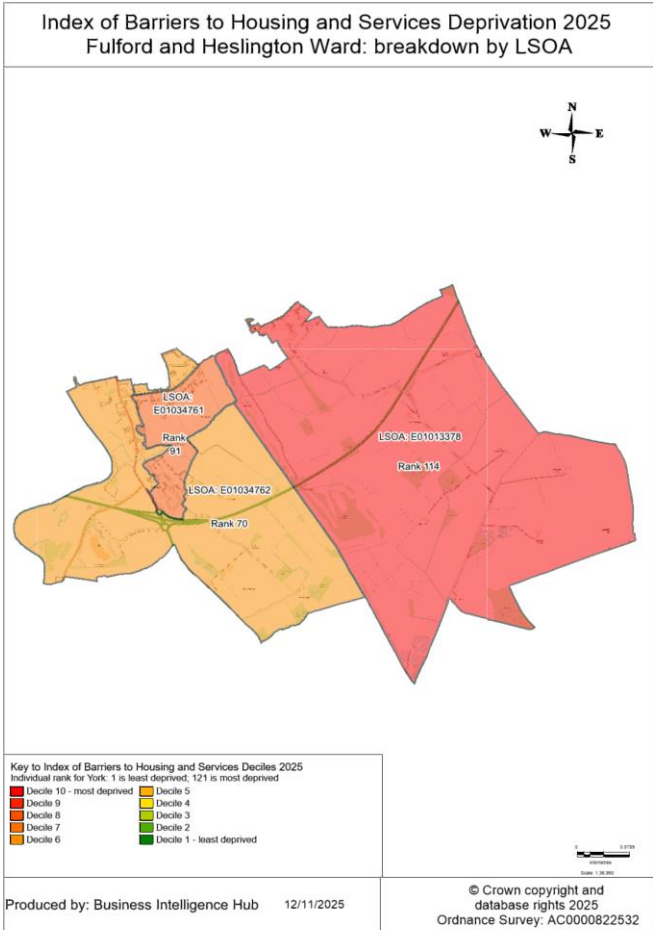 Index of Barriers to Housing and Services Deprivation 2025
Fulford and Heslington Ward: breakdown by LSOA
N
W
E
S
LSOA:
E01034761
Rank
91
LSOA: E01013378
Rank 114
LSOA: E01034762
Rank 70
Key to Index of Barriers to Housing and Services Deciles 2025
Individual rank for York: 1 is least deprived; 121 is most deprived
Decile 10 - most deprived
Decile 9
Decile 8
Decile 7
Decile 6
Decile 5
Decile 4
Decile 3
Decile 2
Decile 1 - least deprived
kilometres
Produced by: Business Intelligence Hub 12/11/2025
© Crown copyright and
database rights 2025
Ordnance Survey: AC0000822532